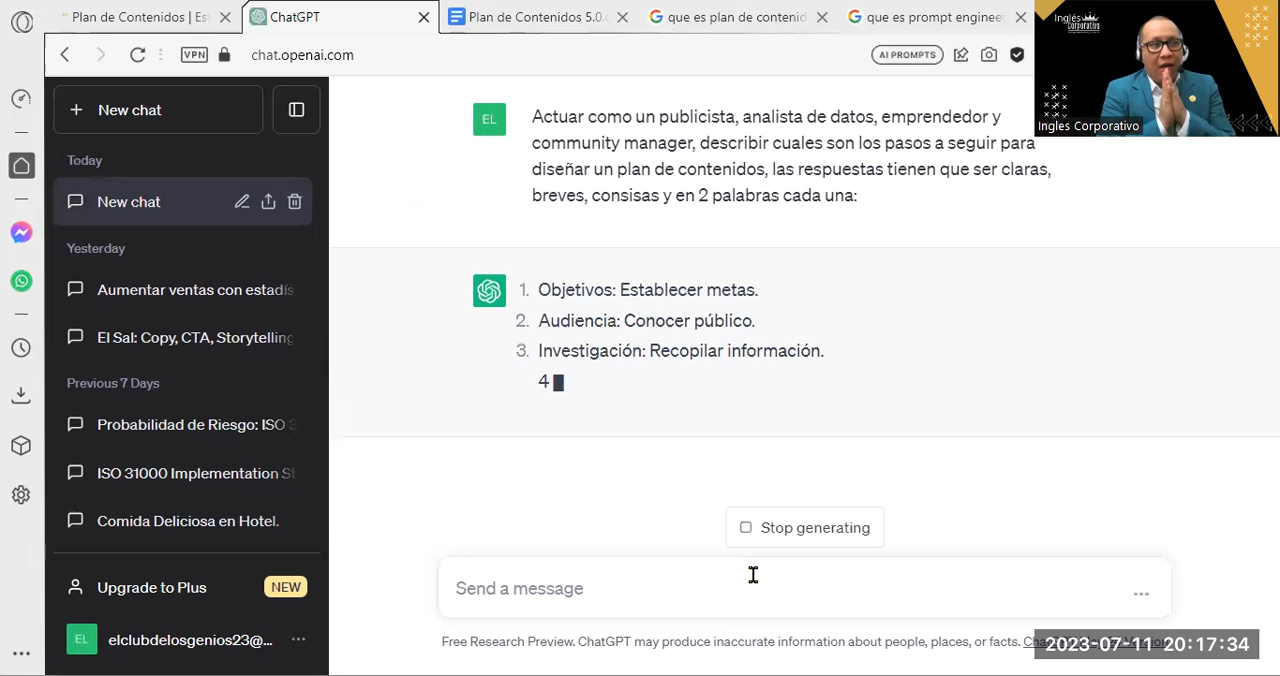 Plan de Contenidos | Es
ChatGPT
Plan de Contenidos 5.0.
que es plan de contenid
que es prompt enginee
VPN
chat.openai.com
AI PROMPTS
Inglés
Corporativo
Ingles Corporativo
New chat
Today
New chat
Yesterday
Aumentar ventas con estadís
El Sal: Copy, CTA, Storytelling
Previous 7 Days
Probabilidad de Riesgo: ISO 3
ISO 31000 Implementation S
Comida Deliciosa en Hotel.
Upgrade to Plus
NEW
EL
elclubdelosgenios23@...
EL
Actuar como un publicista, analista de datos, emprendedor y
community manager, describir cuales son los pasos a seguir para
diseñar un plan de contenidos, las respuestas tienen que ser claras,
breves, consisas y en 2 palabras cada una:
1. Objetivos: Establecer metas.
2. Audiencia: Conocer público.
3. Investigación: Recopilar información.
4
Stop generating
Send a message
Free Research Preview. ChatGPT may produce inaccurate information about people, places, or facts.
2023-07-11 20:17:34